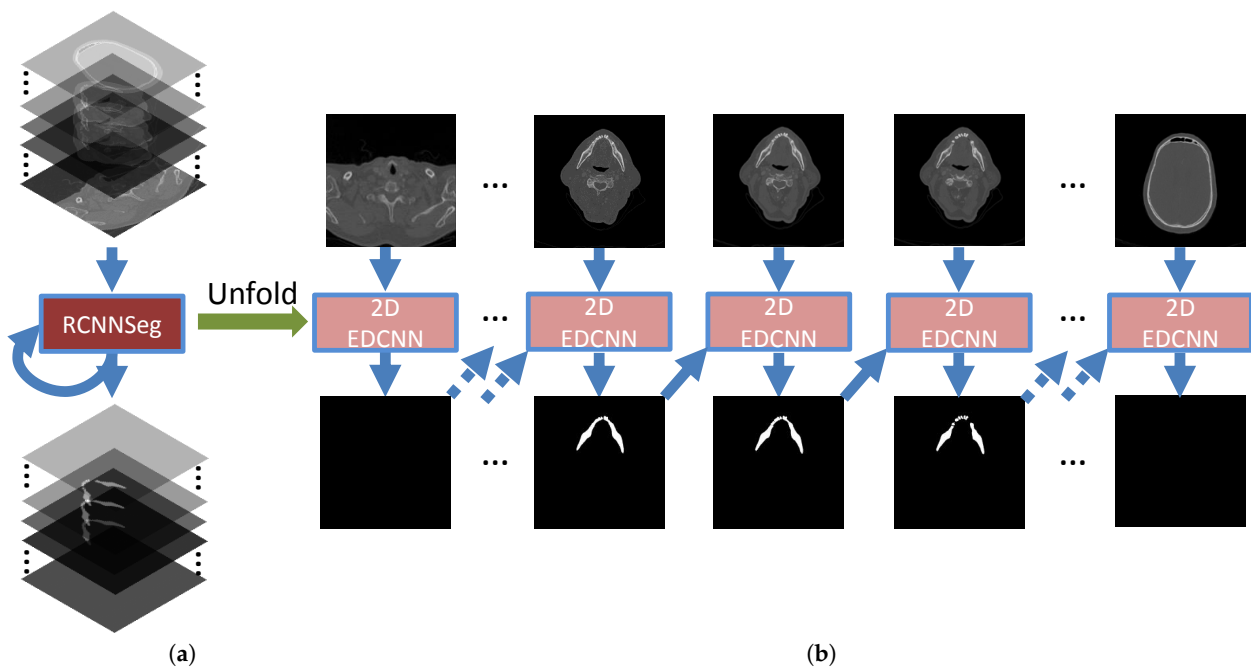 RCNNSeg
Unfold
2D
EDCNN
...
2D
EDCNN
2D
EDCNN
2D
EDCNN
...
2D
EDCNN
...
...
...
...
(a)
(b)